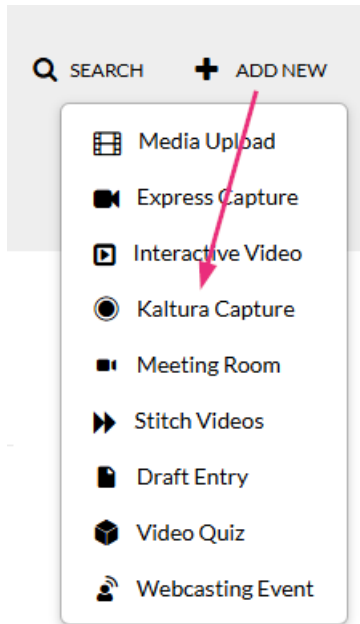 SEARCH ADD NEW
Media Upload
Express Capture
Interactive Video
Kaltura Capture
Meeting Room
Stitch Videos
Draft Entry
Video Quiz
Webcasting Event